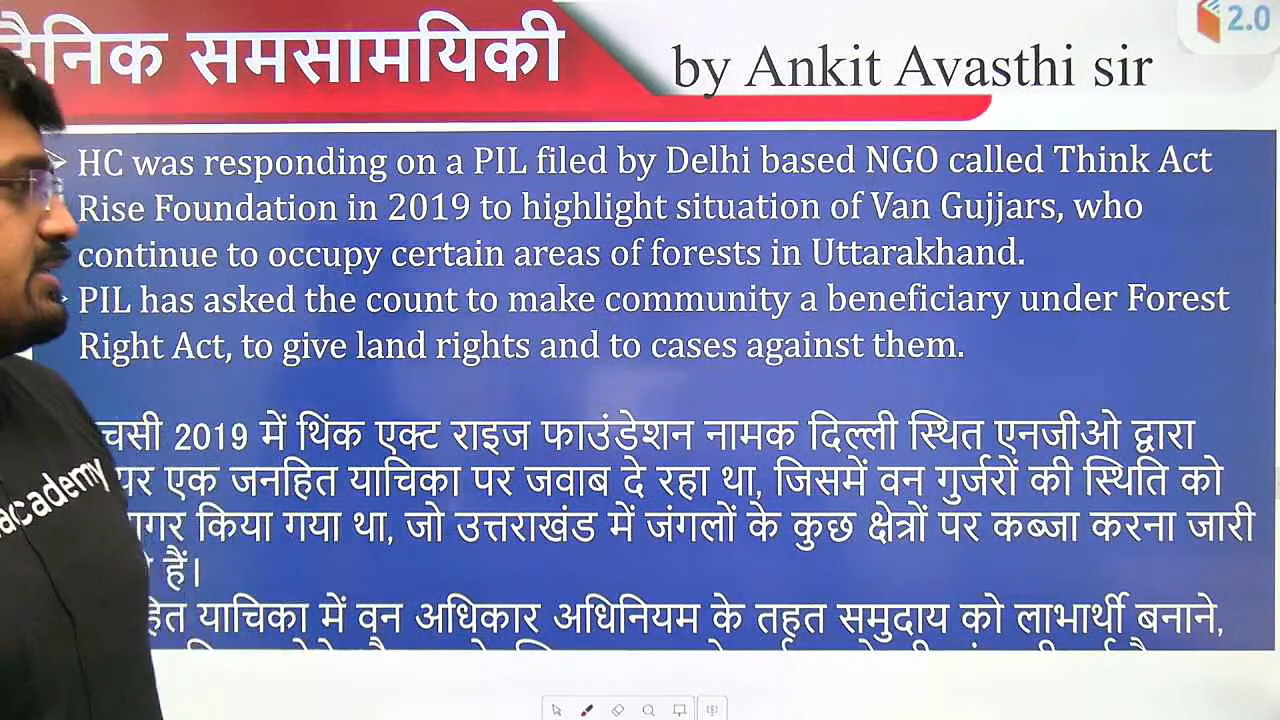 दैनिक समसामयिकी
by Ankit Avasthi sir
2.0
HC was responding on a PIL filed by Delhi based NGO called Think Act
Rise Foundation in 2019 to highlight situation of Van Gujjars, who
continue to occupy certain areas of forests in Uttarakhand.
PIL has asked the count to make community a beneficiary under Forest
Right Act, to give land rights and to cases against them.
चसी 2019 में थिंक एक्ट राइज फाउंडेशन नामक दिल्ली स्थित एनजीओ द्वारा
यर एक जनहित याचिका पर जवाब दे रहा था, जिसमें वन गुर्जरों की स्थिति को
ागर किया गया था, जो उत्तराखंड में जंगलों के कुछ क्षेत्रों पर कब्जा करना जारी
हैं।
हित याचिका में वन अधिकार अधिनियम के तहत समुदाय को लाभार्थी बनाने,
academy